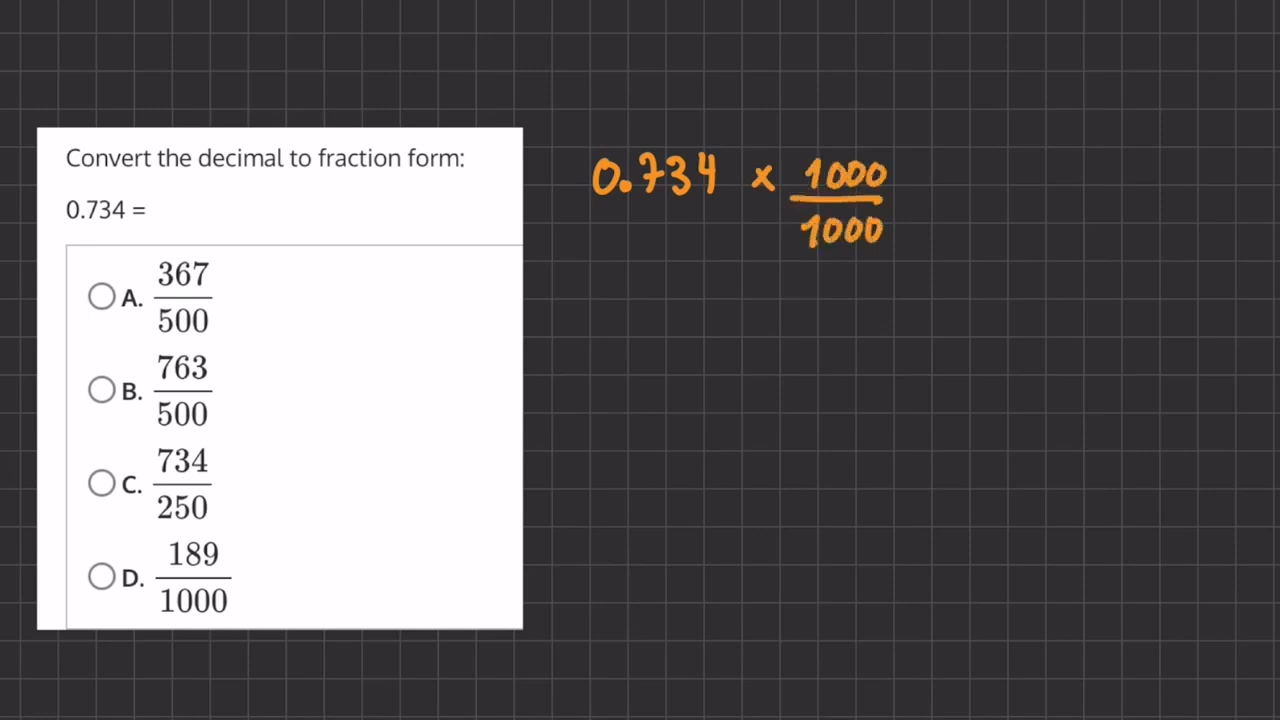 Convert the decimal to fraction form:
0.734 =
A. 367/500
B. 763/500
C. 734/250
D. 189/1000
0.734 x 1000/1000